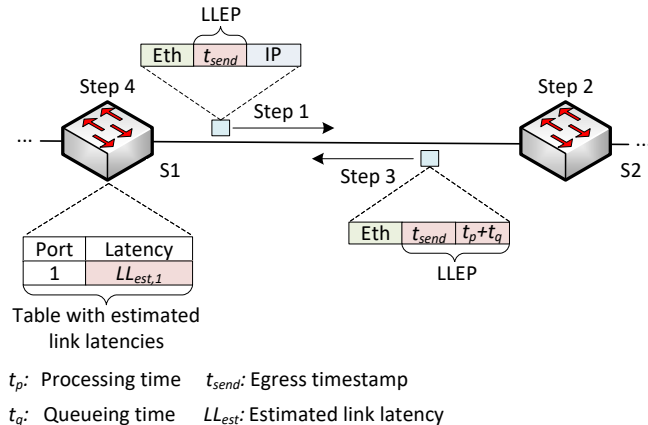 LLEP
Eth t_send IP
Step 4
Step 1
Step 2
...
...
S1
S2
Step 3
Eth t_send t_p+t_q
LLEP
Port Latency
1 LL_est,1
Table with estimated
link latencies
t_p: Processing time t_send: Egress timestamp
t_q: Queueing time LL_est: Estimated link latency